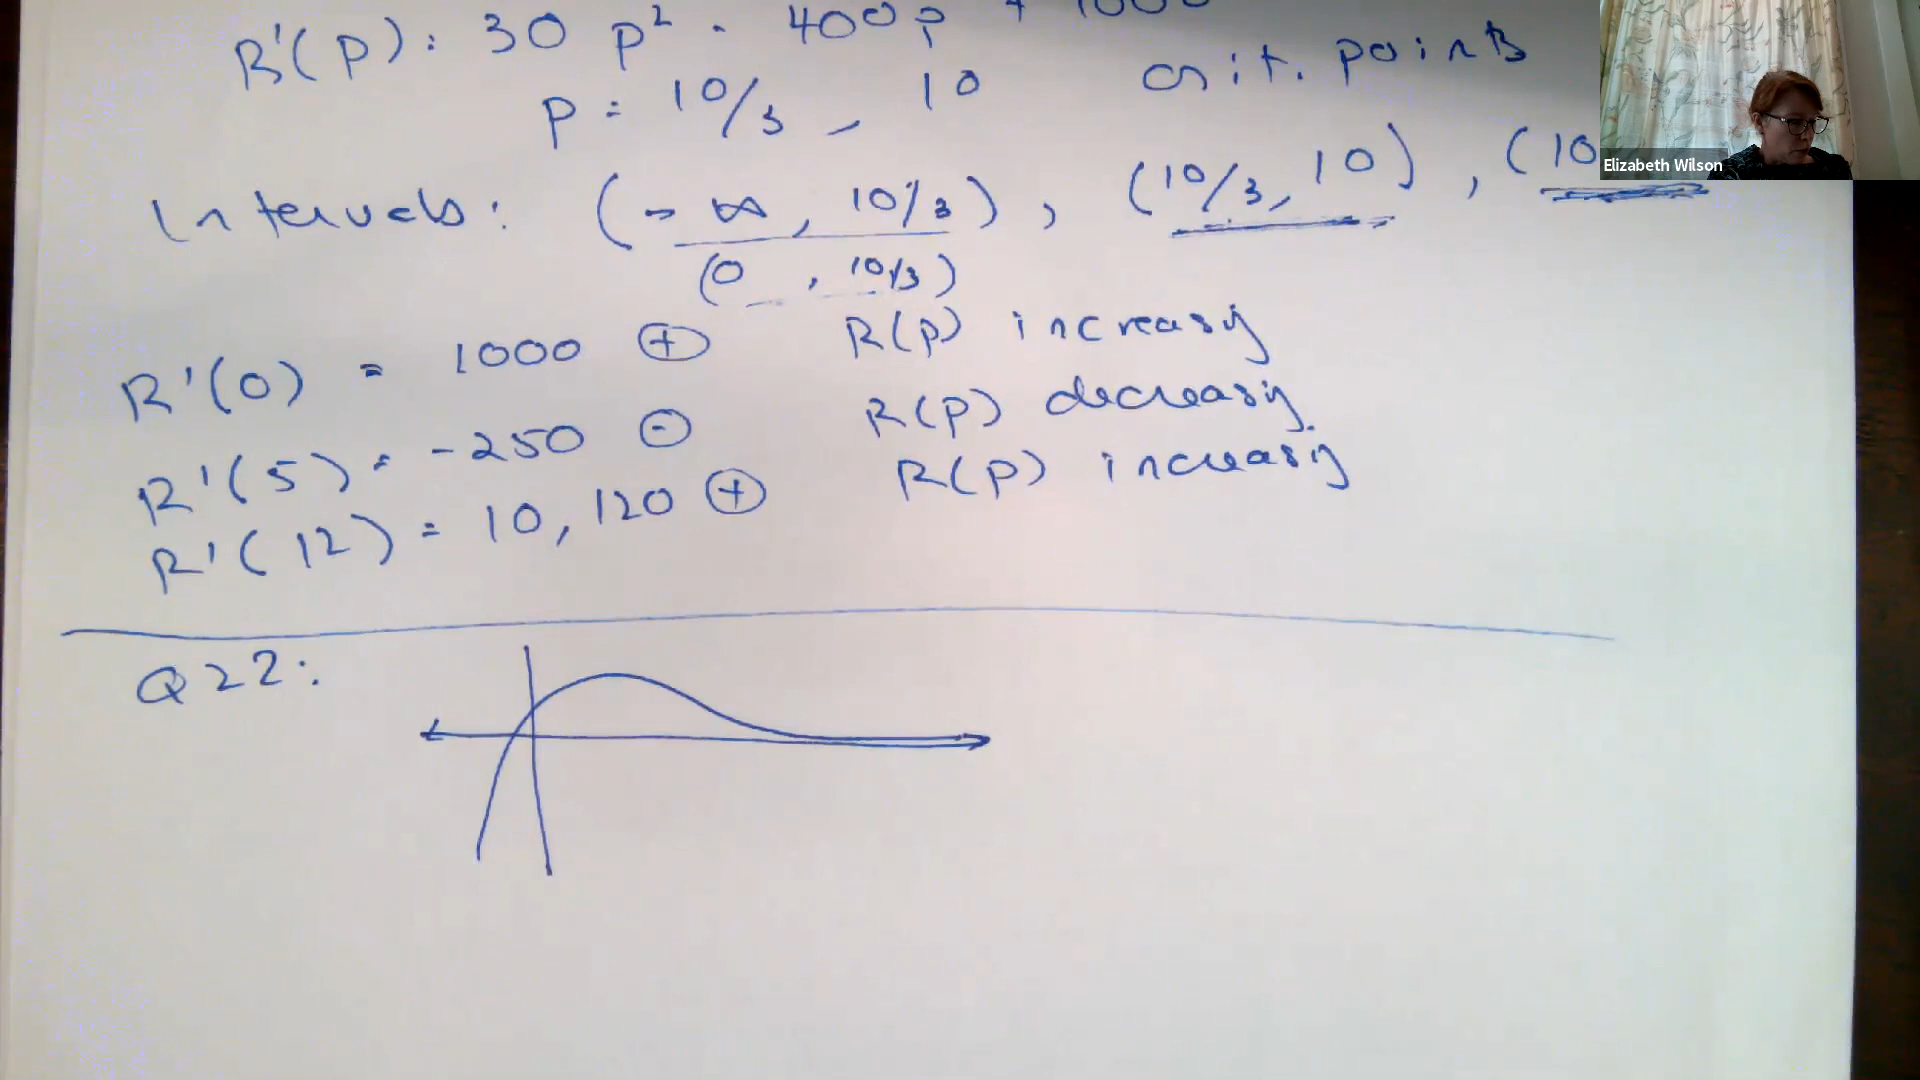 R'(p): 30 p² - 400p + 1000
p = 10/3, 10 crit. points
Intervals: (-∞, 10/3), (10/3, 10), (10
(0, 10/3)
R'(0) = 1000 ⊕ R(p) increasing
R'(5) = -250 ⊖ R(p) decreasing
R'(12) = 10,120 ⊕ R(p) increasing
Q22:
Elizabeth Wilson